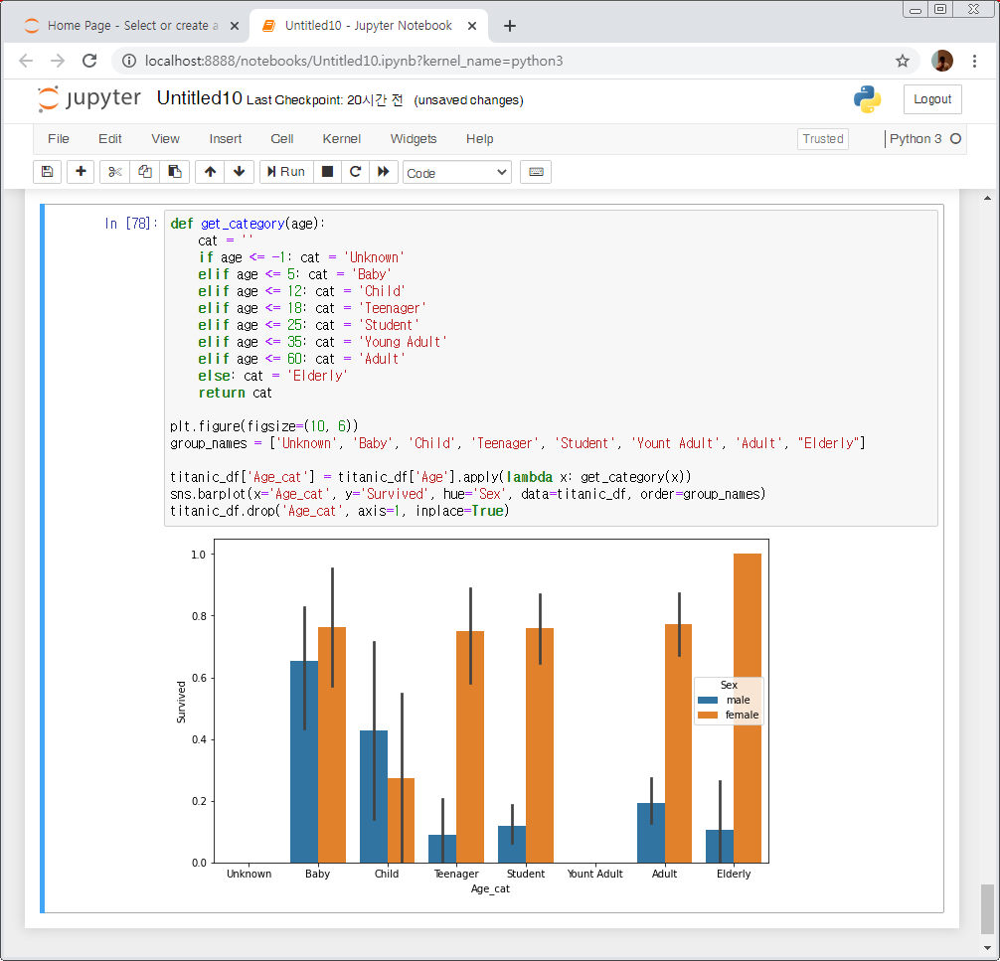 Home Page - Select or create a
Untitled10 - Jupyter Notebook
localhost:8888/notebooks/Untitled10.ipynb?kernel_name=python3
jupyter Untitled10 Last Checkpoint: 20시간 전 (unsaved changes)
Logout
File Edit View Insert Cell Kernel Widgets Help
Trusted
Python 3
Run
Code
In [78]:
def get_category(age):
    cat = ''
    if age <= -1: cat = 'Unknown'
    elif age <= 5: cat = 'Baby'
    elif age <= 12: cat = 'Child'
    elif age <= 18: cat = 'Teenager'
    elif age <= 25: cat = 'Student'
    elif age <= 35: cat = 'Young Adult'
    elif age <= 60: cat = 'Adult'
    else: cat = 'Elderly'
    return cat
plt.figure(figsize=(10, 6))
group_names = ['Unknown', 'Baby', 'Child', 'Teenager', 'Student', 'Yount Adult', 'Adult', "Elderly"]
titanic_df['Age_cat'] = titanic_df['Age'].apply(lambda x: get_category(x))
sns.barplot(x='Age_cat', y='Survived', hue='Sex', data=titanic_df, order=group_names)
titanic_df.drop('Age_cat', axis=1, inplace=True)
1.0
0.8
0.6
0.4
0.2
0.0
Survived
Sex
male
female
Unknown Baby Child Teenager Student Yount Adult Adult Elderly
Age_cat